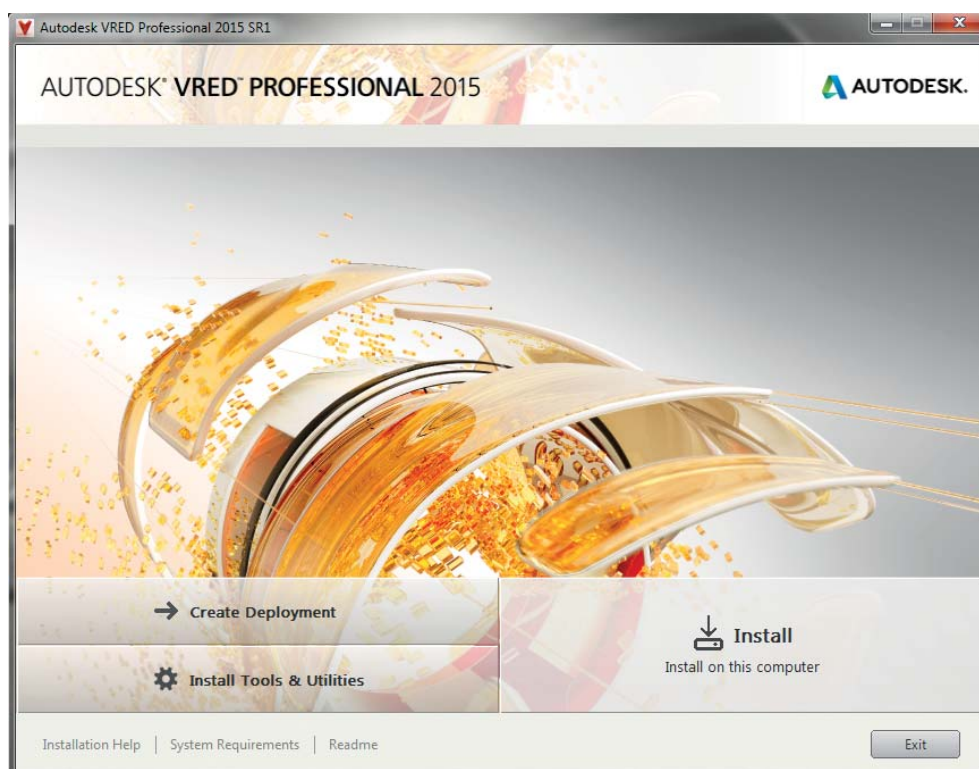 Autodesk VRED Professional 2015 SR1
AUTODESK® VRED™ PROFESSIONAL 2015
AUTODESK.
Create Deployment
Install Tools & Utilities
Install
Install on this computer
Installation Help | System Requirements | Readme
Exit